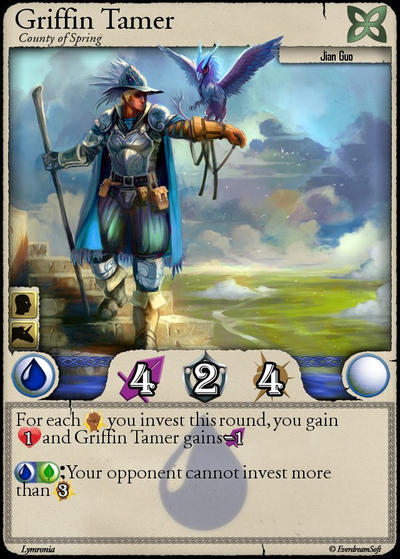 Griffin Tamer
County of Spring
Jian Guo
4 2 4
For each you invest this round, you gain
1 and Griffin Tamer gains -1
: Your opponent cannot invest more
than 3
Lymronia © EverdreamSoft